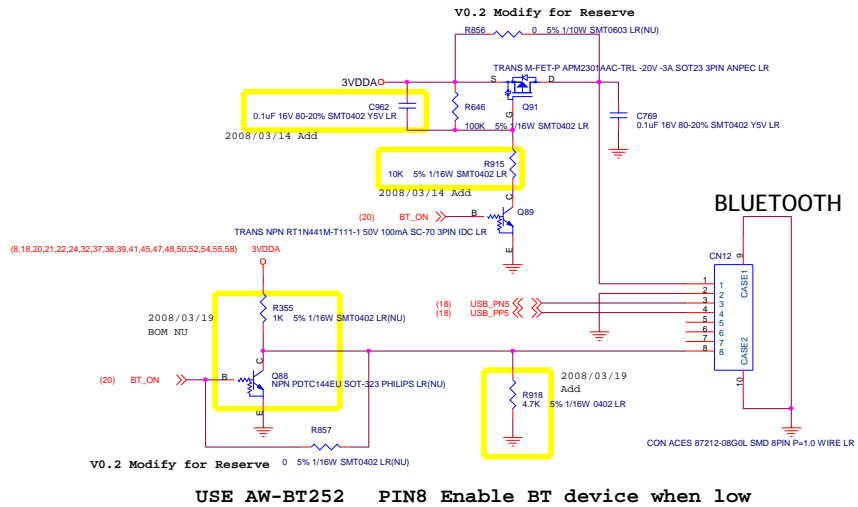 V0.2 Modify for Reserve
R856
0 5% 1/10W SMT0603 LR(NU)
TRANS M-FET-P APM2301AAC-TRL -20V -3A SOT23 3PIN ANPEC LR
3VDDA
S
D
G
Q91
C962
0.1uF 16V 80-20% SMT0402 Y5V LR
R646
100K 5% 1/16W SMT0402 LR
C769
0.1uF 16V 80-20% SMT0402 Y5V LR
2008/03/14 Add
R915
10K 5% 1/16W SMT0402 LR
2008/03/14 Add
C
(20) BT_ON
B
Q89
E
TRANS NPN RT1N441M-T111-1 50V 100mA SC-70 3PIN IDC LR
BLUETOOTH
(8,18,20,21,22,24,32,37,38,39,41,45,47,48,50,52,54,55,58) 3VDDA
CN12
9
CASE1
1 1
2 2
3 3
4 4
5 5
6 6
7 7
8 8
CASE2
10
(18) USB_PN5
(18) USB_PP5
R355
1K 5% 1/16W SMT0402 LR(NU)
2008/03/19
BOM NU
C
(20) BT_ON
B
Q88
NPN PDTC144EU SOT-323 PHILIPS LR(NU)
E
2008/03/19
Add
R918
4.7K 5% 1/16W 0402 LR
R857
0 5% 1/16W SMT0402 LR(NU)
V0.2 Modify for Reserve
CON ACES 87212-08G0L SMD 8PIN P=1.0 WIRE LR
USE AW-BT252 PIN8 Enable BT device when low